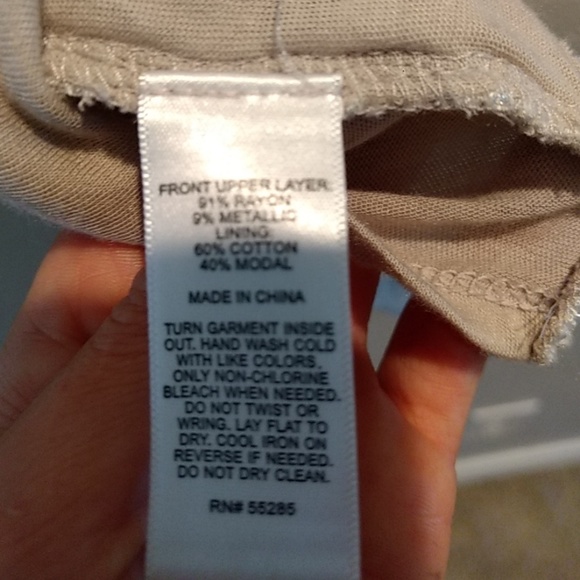 FRONT UPPER LAYER:
91% RAYON
9% METALLIC
LINING:
60% COTTON
40% MODAL
MADE IN CHINA
TURN GARMENT INSIDE
OUT. HAND WASH COLD
WITH LIKE COLORS.
ONLY NON-CHLORINE
BLEACH WHEN NEEDED.
DO NOT TWIST OR
WRING. LAY FLAT TO
DRY. COOL IRON ON
REVERSE IF NEEDED.
DO NOT DRY CLEAN.
RN# 55285